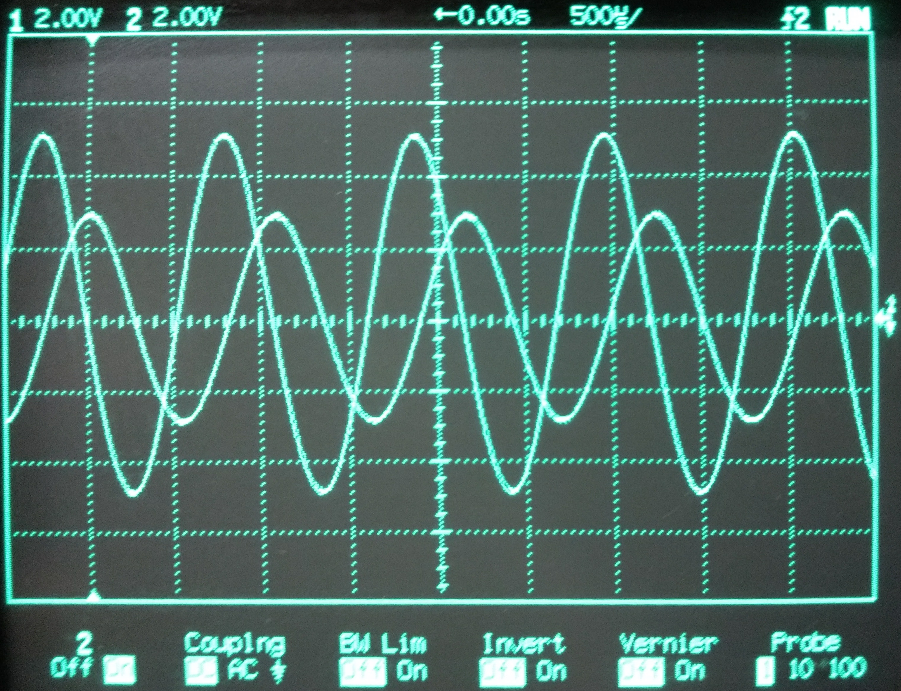 1 2.00V 2 2.00V ←0.00s 500µs/ f2 RUN
2 Coupling BW Lim Invert Vernier Probe
Off On DC AC Off On Off On Off On 1 10 100